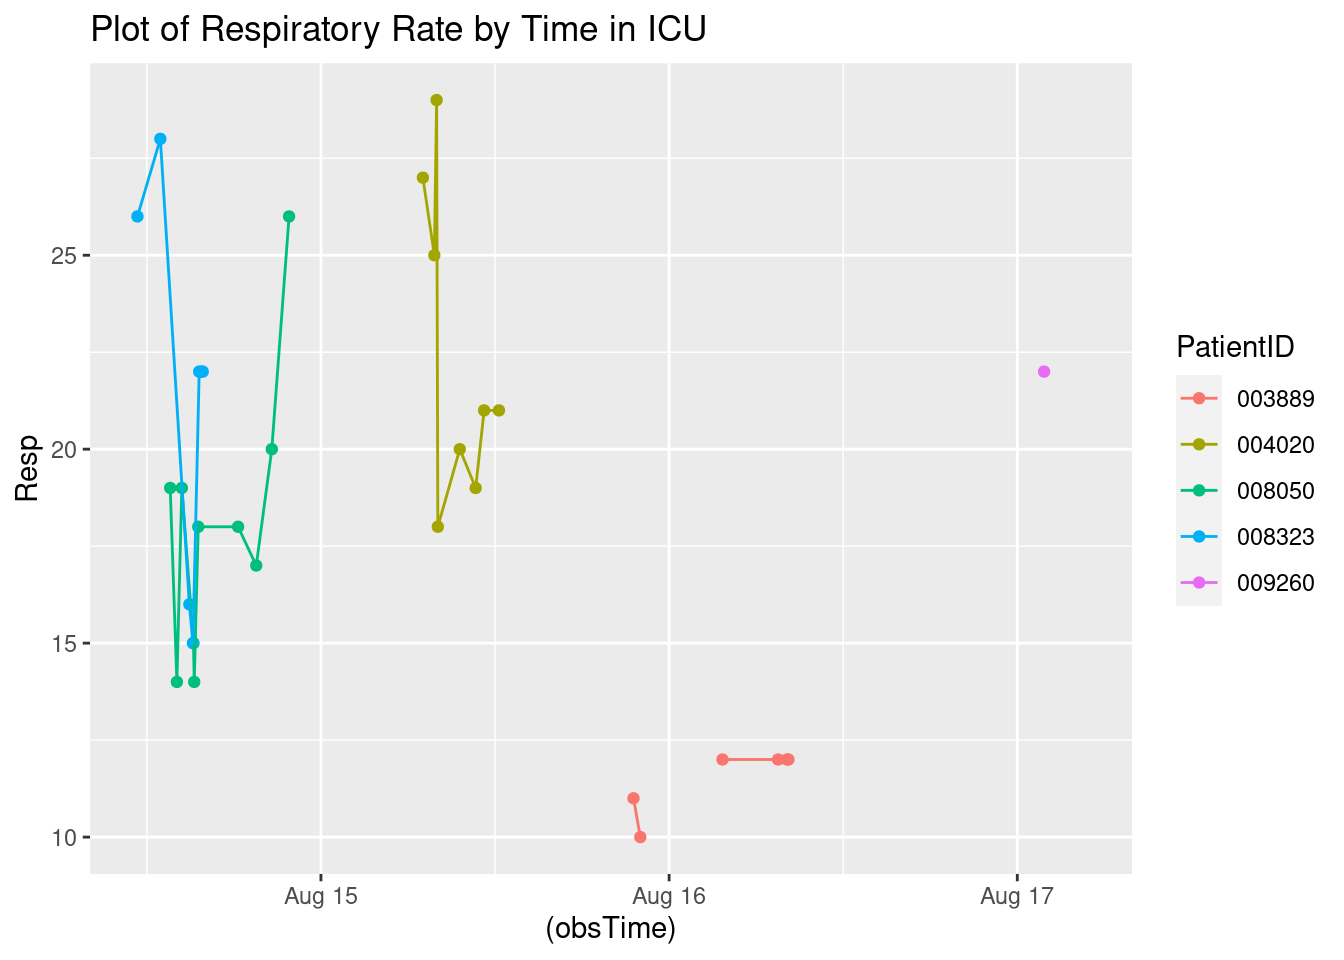 Plot of Respiratory Rate by Time in ICU
25
20
15
10
Resp
Aug 15
Aug 16
Aug 17
(obsTime)
PatientID
003889
004020
008050
008323
009260